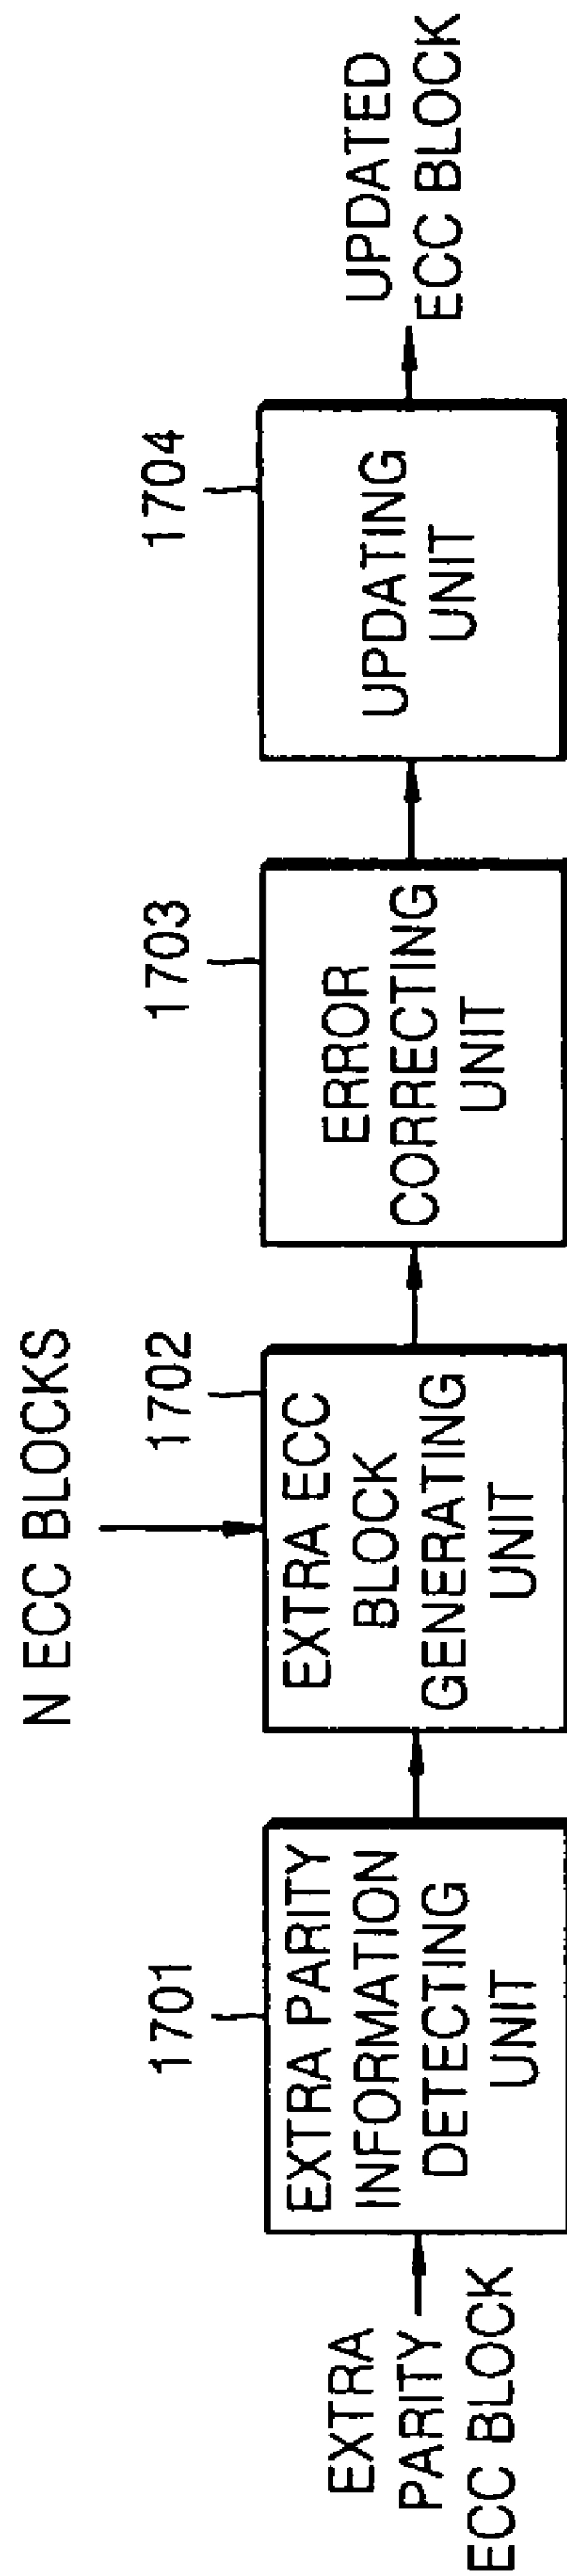 N ECC BLOCKS
1701
1702
1703
1704
EXTRA
PARITY
ECC BLOCK
EXTRA PARITY
INFORMATION
DETECTING
UNIT
EXTRA ECC
BLOCK
GENERATING
UNIT
ERROR
CORRECTING
UNIT
UPDATING
UNIT
UPDATED
ECC BLOCK